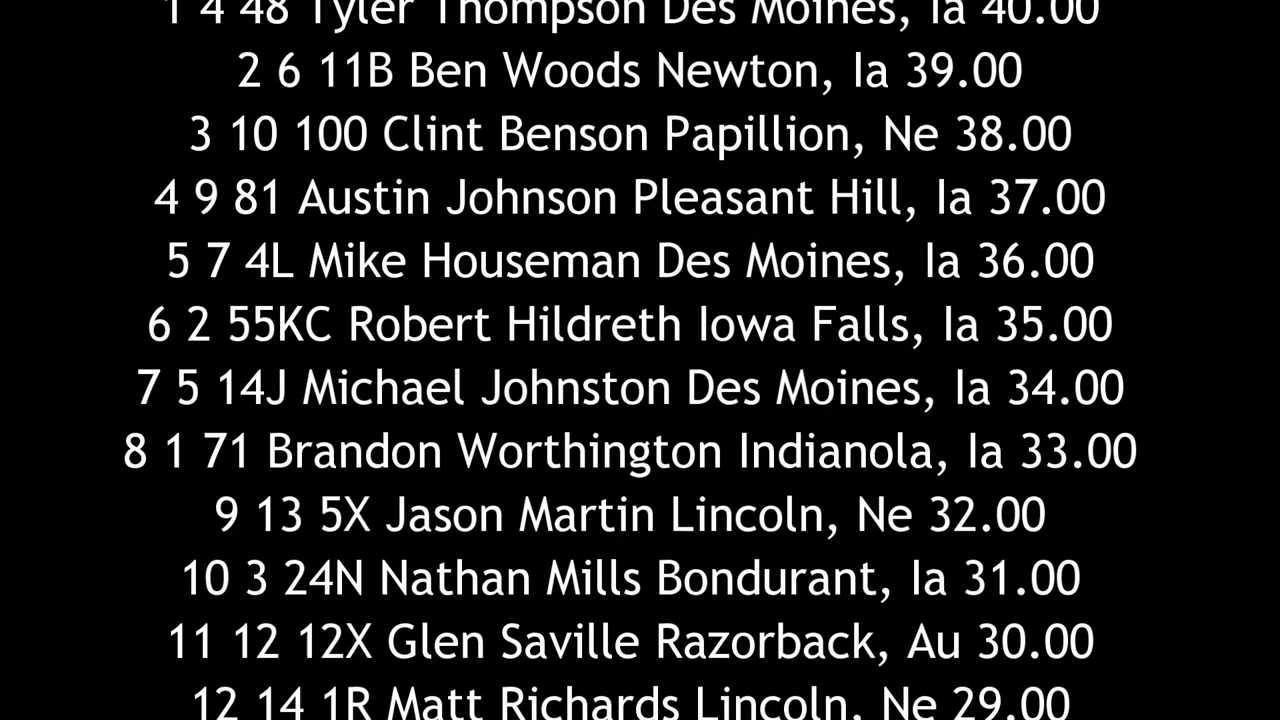 1 4 48 Tyler Thompson Des Moines, Ia 40.00
2 6 11B Ben Woods Newton, Ia 39.00
3 10 100 Clint Benson Papillion, Ne 38.00
4 9 81 Austin Johnson Pleasant Hill, Ia 37.00
5 7 4L Mike Houseman Des Moines, Ia 36.00
6 2 55KC Robert Hildreth Iowa Falls, Ia 35.00
7 5 14J Michael Johnston Des Moines, Ia 34.00
8 1 71 Brandon Worthington Indianola, Ia 33.00
9 13 5X Jason Martin Lincoln, Ne 32.00
10 3 24N Nathan Mills Bondurant, Ia 31.00
11 12 12X Glen Saville Razorback, Au 30.00
12 14 1R Matt Richards Lincoln, Ne 29.00